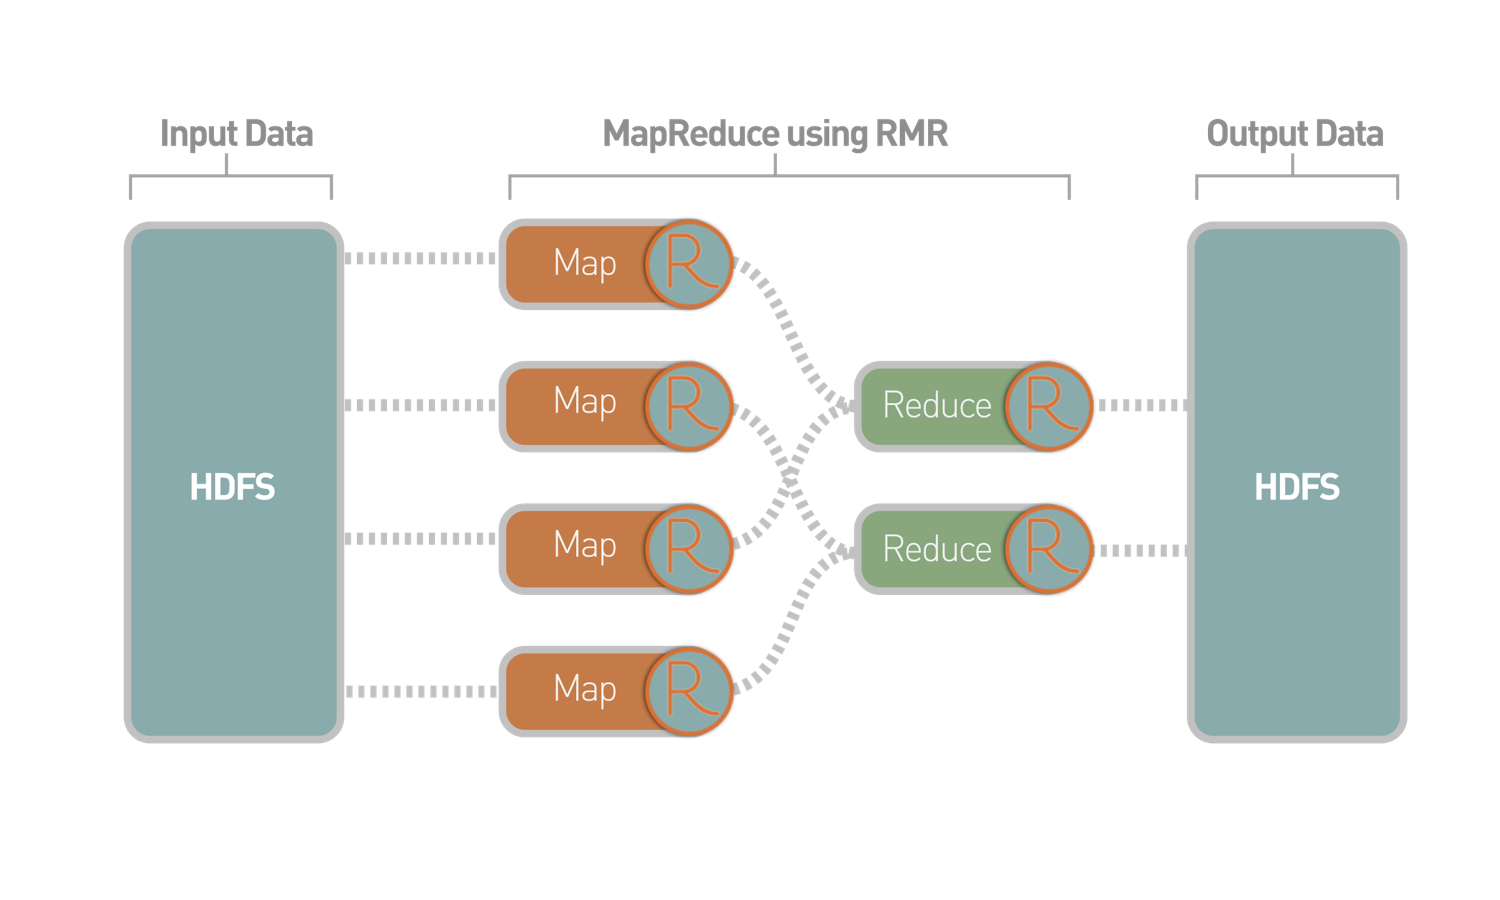 Input Data
MapReduce using RMR
Output Data
HDFS
Map R
Map R
Map R
Map R
Reduce R
Reduce R
HDFS